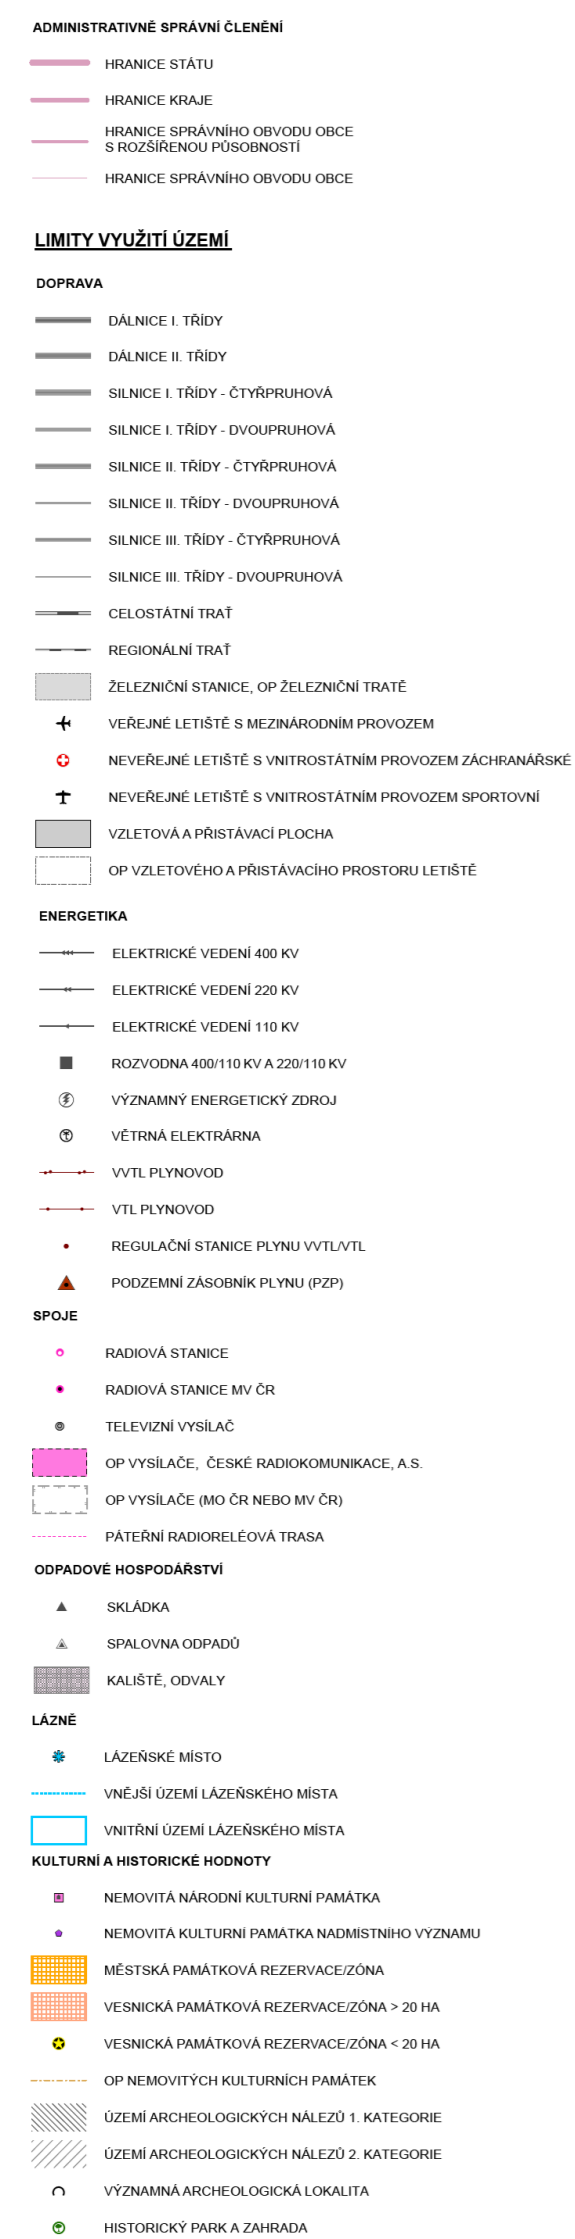 ADMINISTRATIVNĚ SPRÁVNÍ ČLENĚNÍ
HRANICE STÁTU
HRANICE KRAJE
HRANICE SPRÁVNÍHO OBVODU OBCE
S ROZŠÍŘENOU PŮSOBNOSTÍ
HRANICE SPRÁVNÍHO OBVODU OBCE
LIMITY VYUŽITÍ ÚZEMÍ
DOPRAVA
DÁLNICE I. TŘÍDY
DÁLNICE II. TŘÍDY
SILNICE I. TŘÍDY - ČTYŘPRUHOVÁ
SILNICE I. TŘÍDY - DVOUPRUHOVÁ
SILNICE II. TŘÍDY - ČTYŘPRUHOVÁ
SILNICE II. TŘÍDY - DVOUPRUHOVÁ
SILNICE III. TŘÍDY - ČTYŘPRUHOVÁ
SILNICE III. TŘÍDY - DVOUPRUHOVÁ
CELOSTÁTNÍ TRAŤ
REGIONÁLNÍ TRAŤ
ŽELEZNIČNÍ STANICE, OP ŽELEZNIČNÍ TRATĚ
VEŘEJNÉ LETIŠTĚ S MEZINÁRODNÍM PROVOZEM
NEVEŘEJNÉ LETIŠTĚ S VNITROSTÁTNÍM PROVOZEM ZÁCHRANÁŘSKÉ
NEVEŘEJNÉ LETIŠTĚ S VNITROSTÁTNÍM PROVOZEM SPORTOVNÍ
VZLETOVÁ A PŘISTÁVACÍ PLOCHA
OP VZLETOVÉHO A PŘISTÁVACÍHO PROSTORU LETIŠTĚ
ENERGETIKA
ELEKTRICKÉ VEDENÍ 400 KV
ELEKTRICKÉ VEDENÍ 220 KV
ELEKTRICKÉ VEDENÍ 110 KV
ROZVODNA 400/110 KV A 220/110 KV
VÝZNAMNÝ ENERGETICKÝ ZDROJ
VĚTRNÁ ELEKTRÁRNA
VVTL PLYNOVOD
VTL PLYNOVOD
REGULAČNÍ STANICE PLYNU VVTL/VTL
PODZEMNÍ ZÁSOBNÍK PLYNU (PZP)
SPOJE
RADIOVÁ STANICE
RADIOVÁ STANICE MV ČR
TELEVIZNÍ VYSÍLAČ
OP VYSÍLAČE, ČESKÉ RADIOKOMUNIKACE, A.S.
OP VYSÍLAČE (MO ČR NEBO MV ČR)
PÁTEŘNÍ RADIORELÉOVÁ TRASA
ODPADOVÉ HOSPODÁŘSTVÍ
SKLÁDKA
SPALOVNA ODPADŮ
KALIŠTĚ, ODVALY
LÁZNĚ
LÁZEŇSKÉ MÍSTO
VNĚJŠÍ ÚZEMÍ LÁZEŇSKÉHO MÍSTA
VNITŘNÍ ÚZEMÍ LÁZEŇSKÉHO MÍSTA
KULTURNÍ A HISTORICKÉ HODNOTY
NEMOVITÁ NÁRODNÍ KULTURNÍ PAMÁTKA
NEMOVITÁ KULTURNÍ PAMÁTKA NADMÍSTNÍHO VÝZNAMU
MĚSTSKÁ PAMÁTKOVÁ REZERVACE/ZÓNA
VESNICKÁ PAMÁTKOVÁ REZERVACE/ZÓNA > 20 HA
VESNICKÁ PAMÁTKOVÁ REZERVACE/ZÓNA < 20 HA
OP NEMOVITÝCH KULTURNÍCH PAMÁTEK
ÚZEMÍ ARCHEOLOGICKÝCH NÁLEZŮ 1. KATEGORIE
ÚZEMÍ ARCHEOLOGICKÝCH NÁLEZŮ 2. KATEGORIE
VÝZNAMNÁ ARCHEOLOGICKÁ LOKALITA
HISTORICKÝ PARK A ZAHRADA